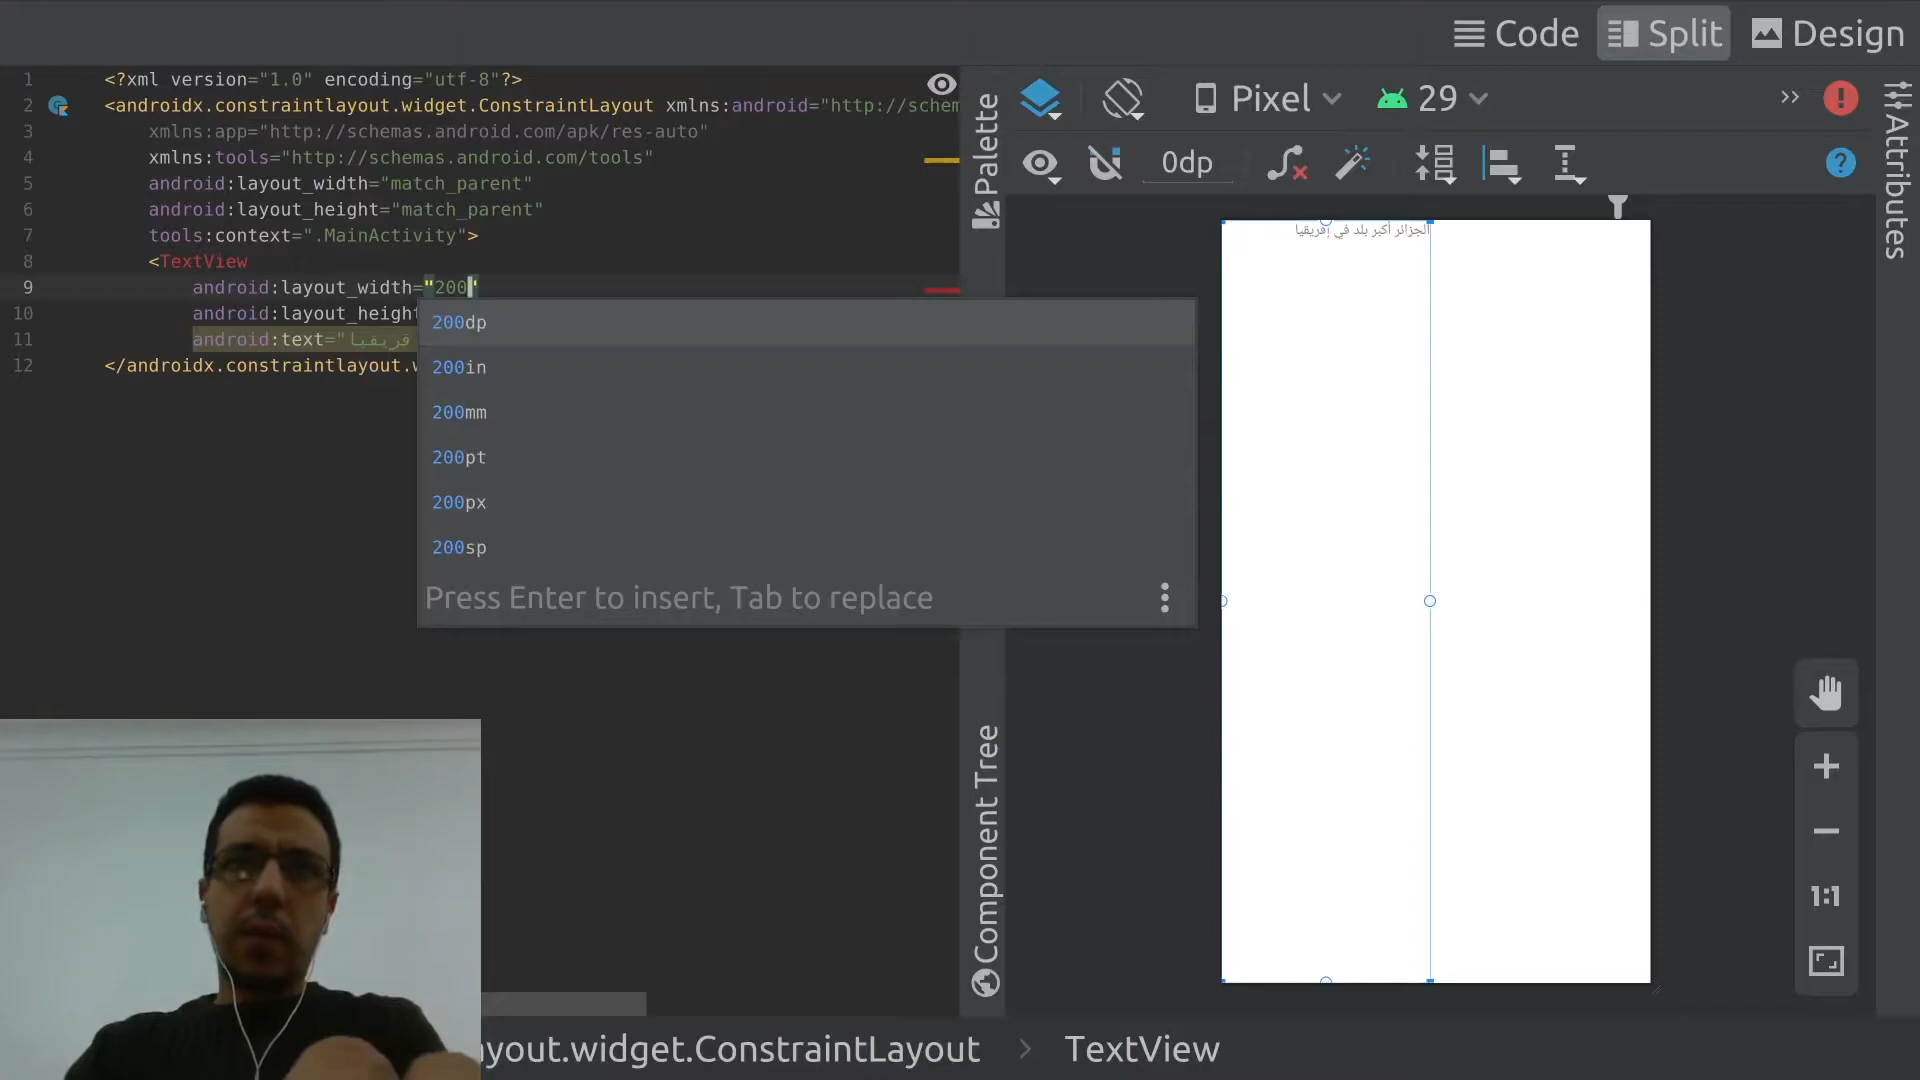 Code Split Design
1 <?xml version="1.0" encoding="utf-8"?>
2 <androidx.constraintlayout.widget.ConstraintLayout xmlns:android="http://schem
3 xmlns:app="http://schemas.android.com/apk/res-auto"
4 xmlns:tools="http://schemas.android.com/tools"
5 android:layout_width="match_parent"
6 android:layout_height="match_parent"
7 tools:context=".MainActivity">
8 <TextView
9 android:layout_width="200"
10 android:layout_height
11 android:text="قريقيا
12 </androidx.constraintlayout.w
200dp
200in
200mm
200pt
200px
200sp
Press Enter to insert, Tab to replace
Palette
Component Tree
Pixel 29
0dp
Attributes
الجزائر أكبر بلد في إفريقيا
1:1
yout.widget.ConstraintLayout > TextView